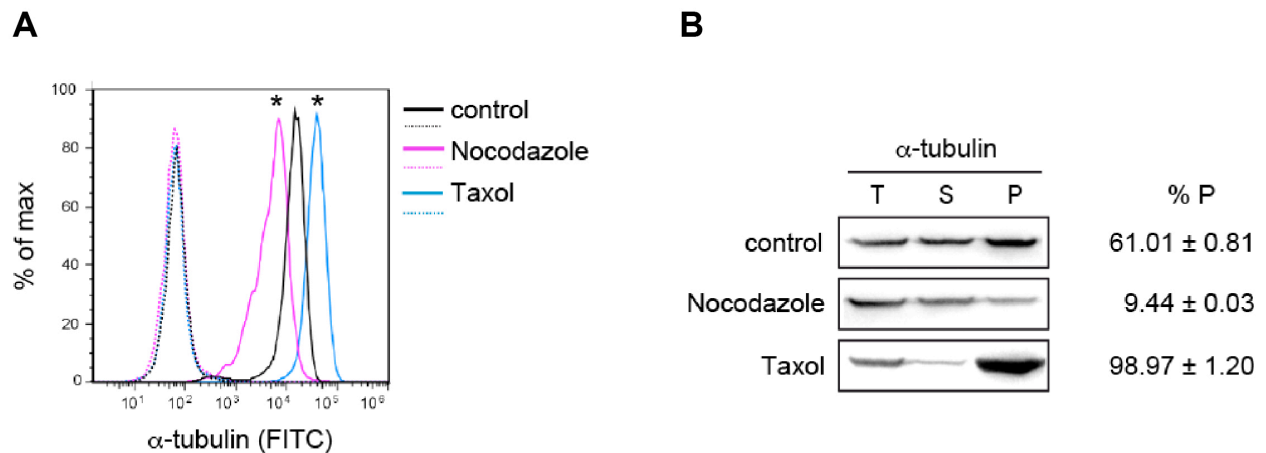 A
100
80
60
40
20
0
% of max
* *
10¹ 10² 10³ 10⁴ 10⁵ 10⁶
α-tubulin (FITC)
control
Nocodazole
Taxol
B
α-tubulin
T S P % P
control 61.01 ± 0.81
Nocodazole 9.44 ± 0.03
Taxol 98.97 ± 1.20